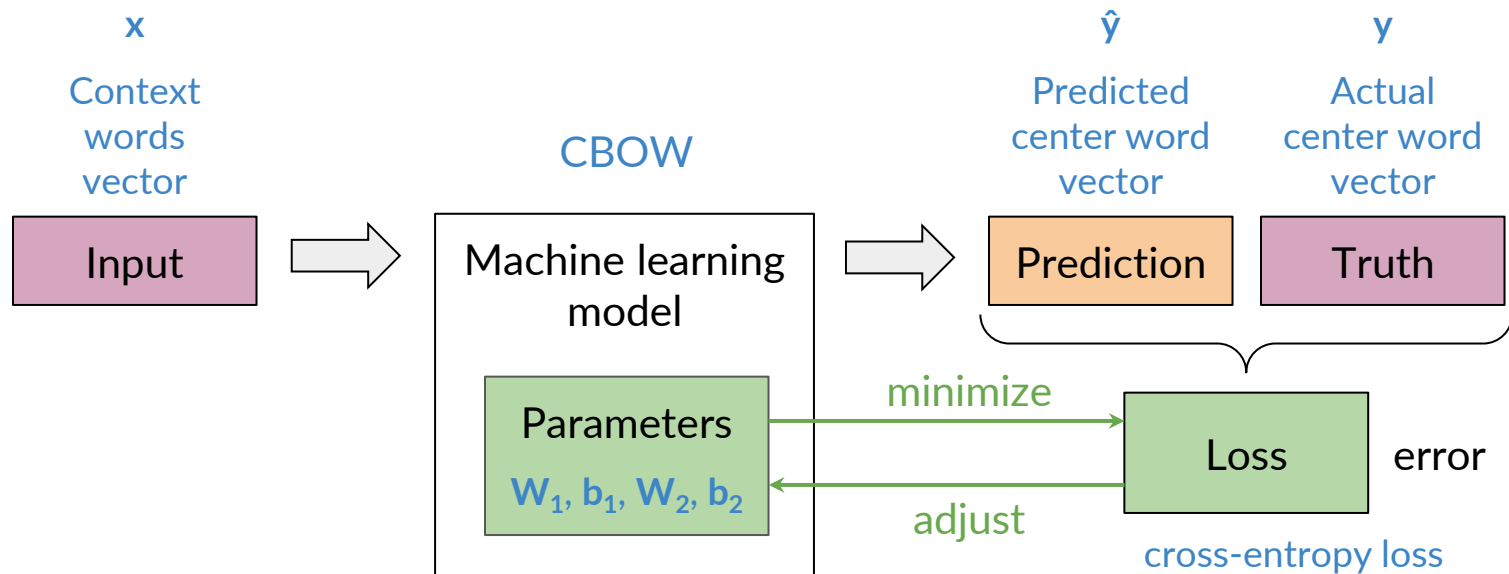 x
Context
words
vector
Input
CBOW
Machine learning
model
Parameters
W₁, b₁, W₂, b₂
ŷ
Predicted
center word
vector
Prediction
y
Actual
center word
vector
Truth
minimize
adjust
Loss
error
cross-entropy loss